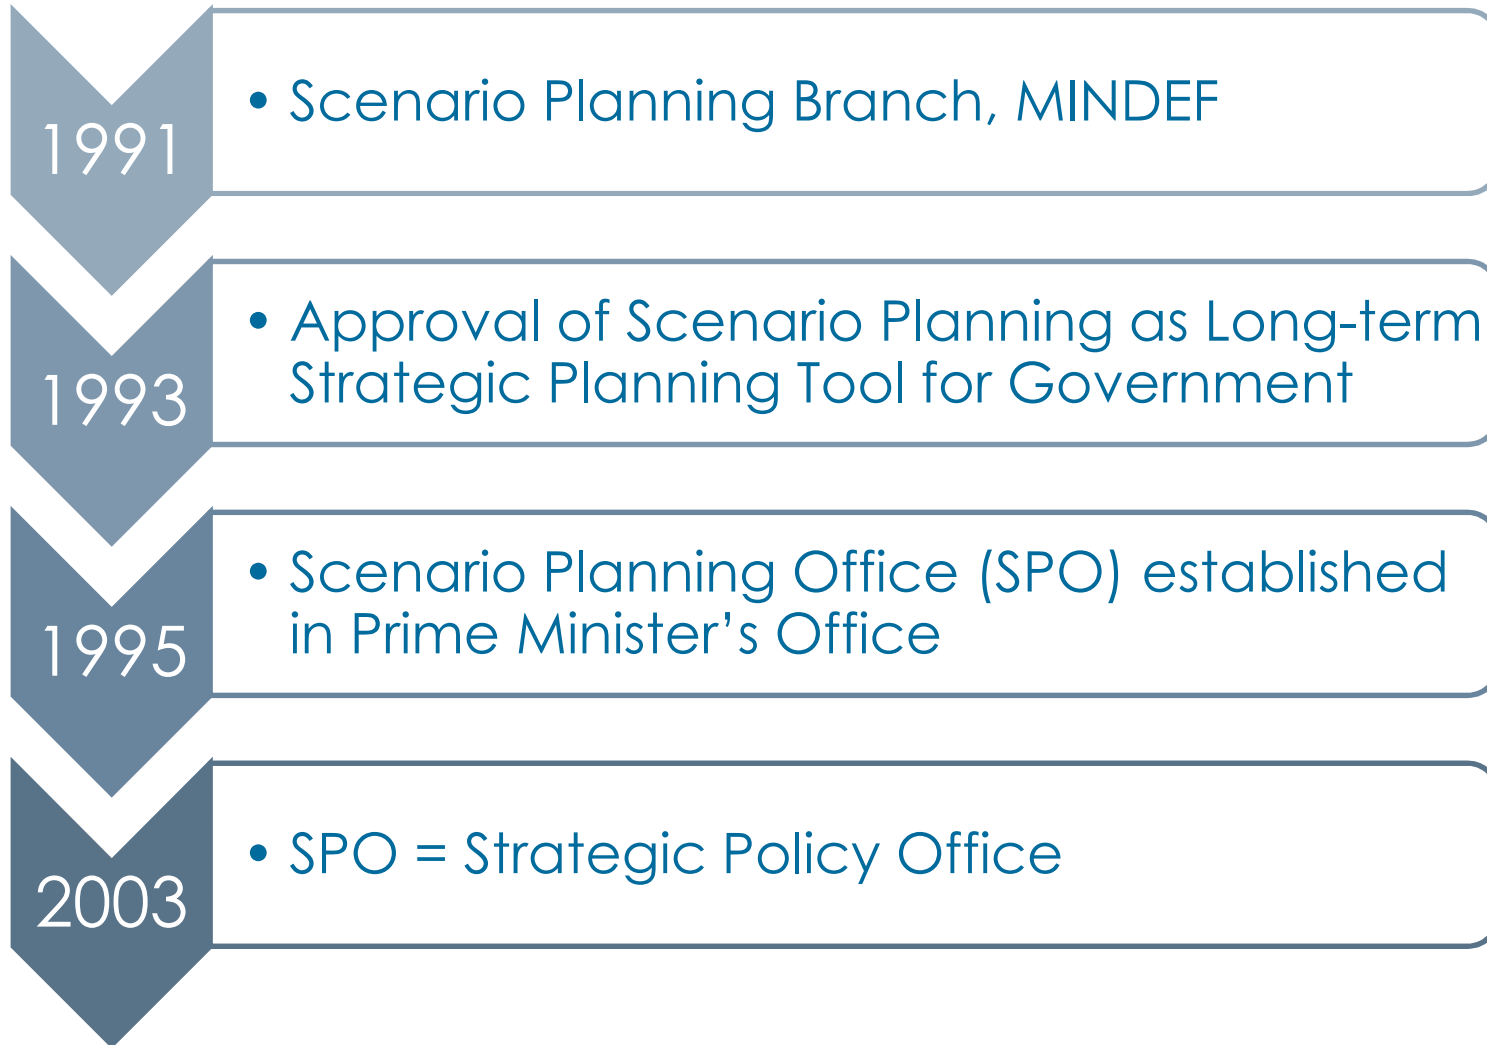 1991
• Scenario Planning Branch, MINDEF
1993
• Approval of Scenario Planning as Long-term
Strategic Planning Tool for Government
1995
• Scenario Planning Office (SPO) established
in Prime Minister’s Office
2003
• SPO = Strategic Policy Office